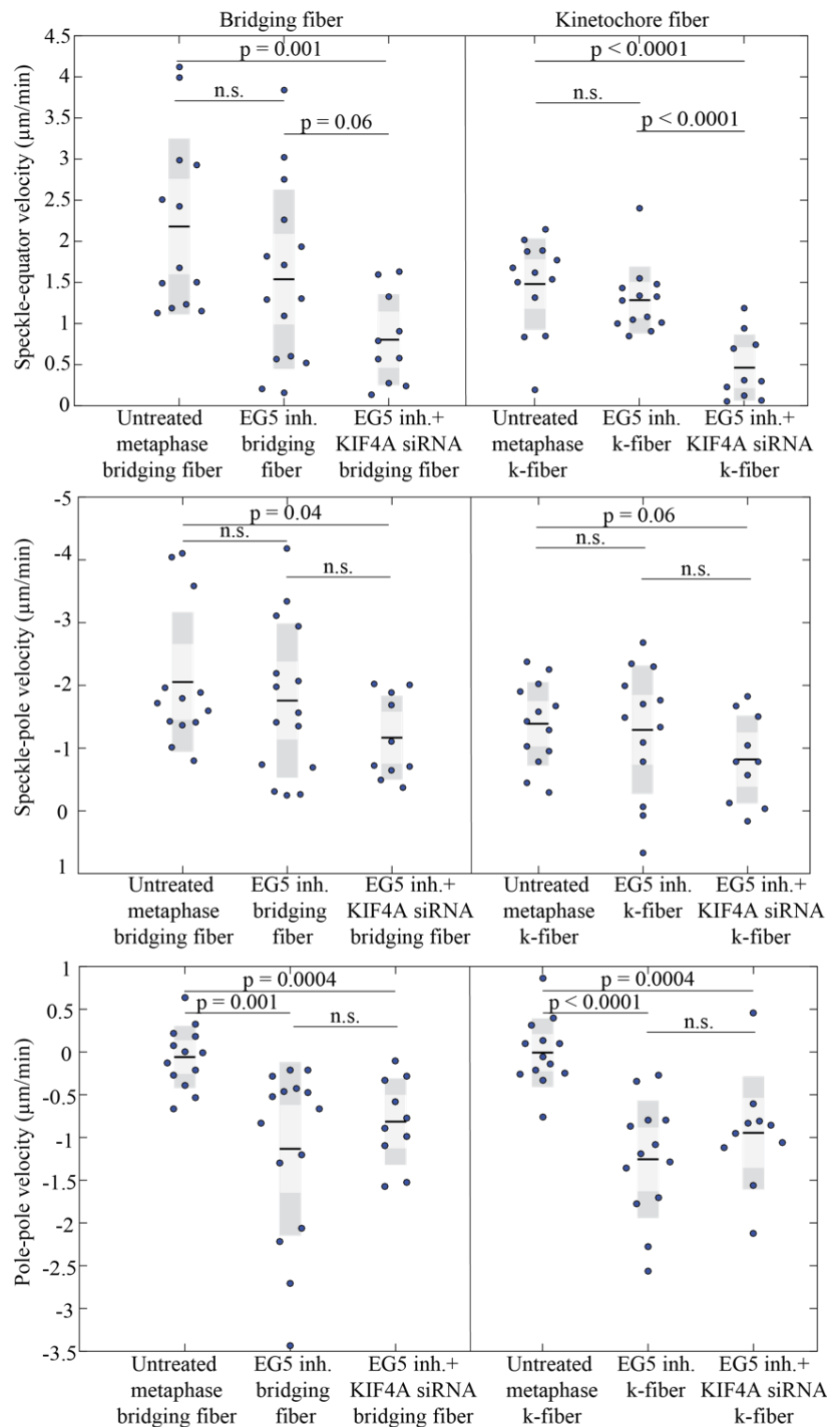 Bridging fiber
Kinetochore fiber
Speckle-equator velocity (μm/min)
4.5
4
3.5
3
2.5
2
1.5
1
0.5
0
p = 0.001
n.s.
p = 0.06
p < 0.0001
n.s.
p < 0.0001
Untreated
metaphase
bridging fiber
EG5 inh.
bridging
fiber
EG5 inh.+
KIF4A siRNA
bridging fiber
Untreated
metaphase
k-fiber
EG5 inh.
k-fiber
EG5 inh.+
KIF4A siRNA
k-fiber
Speckle-pole velocity (μm/min)
-5
-4
-3
-2
-1
0
1
p = 0.04
n.s.
n.s.
p = 0.06
n.s.
n.s.
Untreated
metaphase
bridging fiber
EG5 inh.
bridging
fiber
EG5 inh.+
KIF4A siRNA
bridging fiber
Untreated
metaphase
k-fiber
EG5 inh.
k-fiber
EG5 inh.+
KIF4A siRNA
k-fiber
Pole-pole velocity (μm/min)
1
0.5
0
-0.5
-1
-1.5
-2
-2.5
-3
-3.5
p = 0.0004
p = 0.001
n.s.
p = 0.0004
p < 0.0001
n.s.
Untreated
metaphase
bridging fiber
EG5 inh.
bridging
fiber
EG5 inh.+
KIF4A siRNA
bridging fiber
Untreated
metaphase
k-fiber
EG5 inh.
k-fiber
EG5 inh.+
KIF4A siRNA
k-fiber